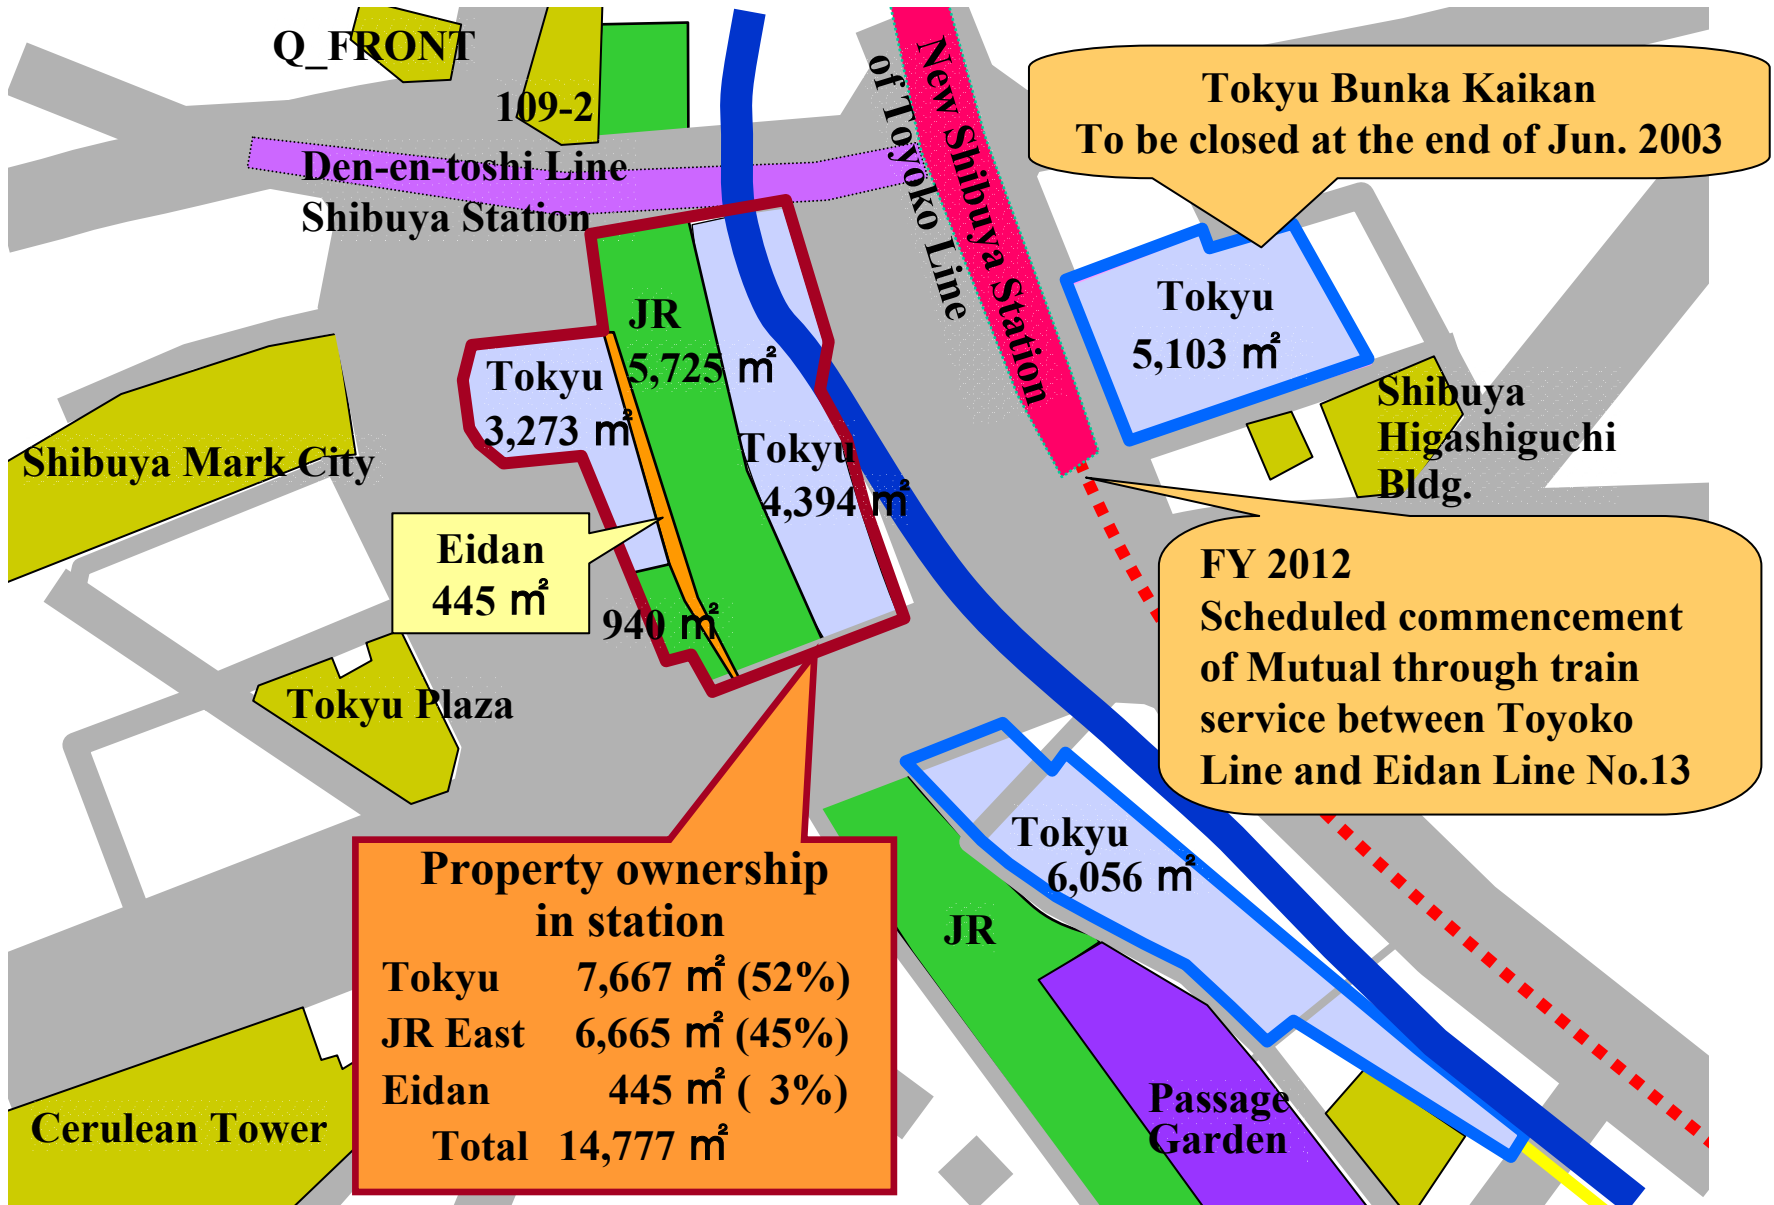 Q_FRONT
109-2
Den-en-toshi Line
Shibuya Station
New Shibuya Station
of Toyoko Line
Tokyu Bunka Kaikan
To be closed at the end of Jun. 2003
Tokyu
5,103 ㎡
JR
5,725 ㎡
Tokyu
3,273 ㎡
Tokyu
4,394 ㎡
Shibuya
Higashiguchi
Bldg.
Shibuya Mark City
Eidan
445 ㎡
940 ㎡
FY 2012
Scheduled commencement
of Mutual through train
service between Toyoko
Line and Eidan Line No.13
Tokyu Plaza
Tokyu
6,056 ㎡
JR
Property ownership
in station
Tokyu 7,667 ㎡ (52%)
JR East 6,665 ㎡ (45%)
Eidan 445 ㎡ ( 3%)
Total 14,777 ㎡
Passage
Garden
Cerulean Tower